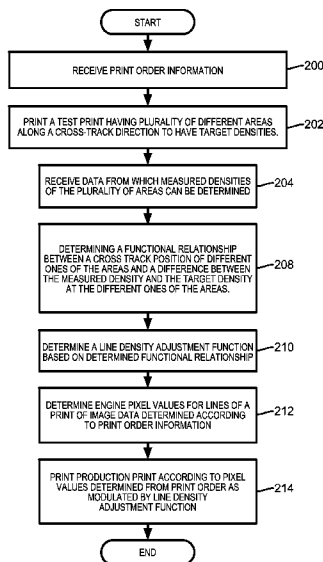 START
RECEIVE PRINT ORDER INFORMATION
200
PRINT A TEST PRINT HAVING PLURALITY OF DIFFERENT AREAS
ALONG A CROSS-TRACK DIRECTION TO HAVE TARGET DENSITIES.
202
RECEIVE DATA FROM WHICH MEASURED DENSITIES
OF THE PLURALITY OF AREAS CAN BE DETERMINED
204
DETERMINING A FUNCTIONAL RELATIONSHIP
BETWEEN A CROSS TRACK POSITION OF DIFFERENT
ONES OF THE AREAS AND A DIFFERENCE BETWEEN
THE MEASURED DENSITY AND THE TARGET DENSITY
AT THE DIFFERENT ONES OF THE AREAS.
208
DETERMINE A LINE DENSITY ADJUSTMENT FUNCTION
BASED ON DETERMINED FUNCTIONAL RELATIONSHIP
210
DETERMINE ENGINE PIXEL VALUES FOR LINES OF A
PRINT OF IMAGE DATA DETERMINED ACCORDING
TO PRINT ORDER INFORMATION
212
PRINT PRODUCTION PRINT ACCORDING TO PIXEL
VALUES DETERMINED FROM PRINT ORDER AS
MODULATED BY LINE DENSITY
ADJUSTMENT FUNCTION
214
END